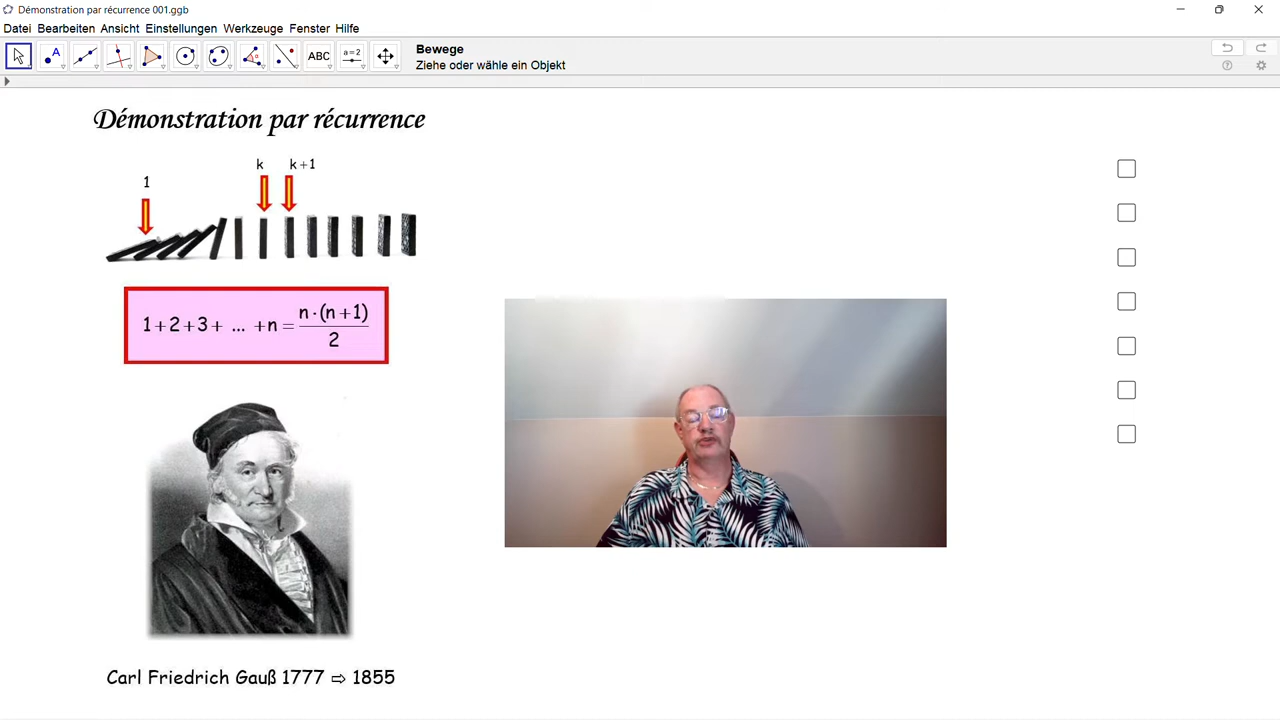 Démonstration par récurrence 001.ggb
Datei Bearbeiten Ansicht Einstellungen Werkzeuge Fenster Hilfe
A
ABC
a=2
Bewege
Ziehe oder wähle ein Objekt
Démonstration par récurrence
1
k
k+1
1+2+3+ ... +n = n·(n+1)/2
Carl Friedrich Gauß 1777 ⇨ 1855